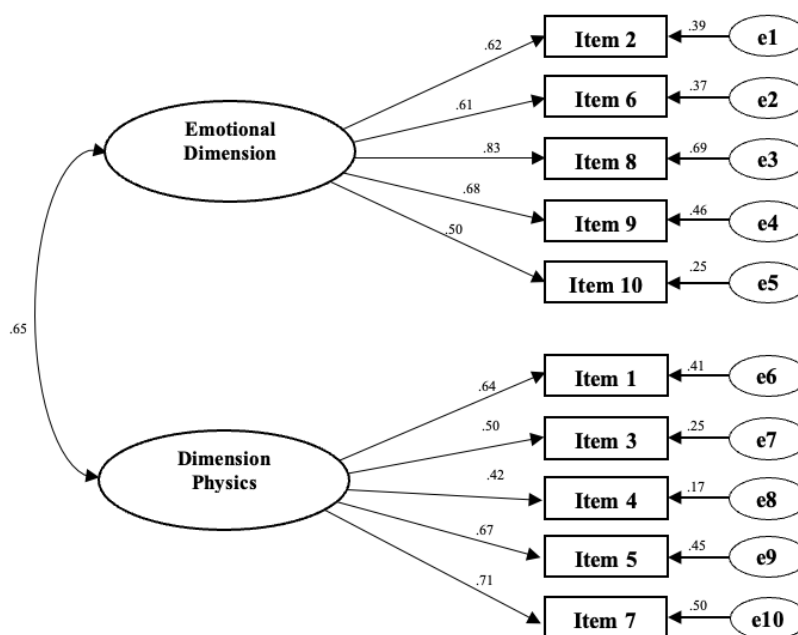 .62
Item 2
.39
e1
Emotional
Dimension
.61
Item 6
.37
e2
.83
Item 8
.69
e3
.68
Item 9
.46
e4
.50
Item 10
.25
e5
.65
Dimension
Physics
.64
Item 1
.41
e6
.50
Item 3
.25
e7
.42
Item 4
.17
e8
.67
Item 5
.45
e9
.71
Item 7
.50
e10